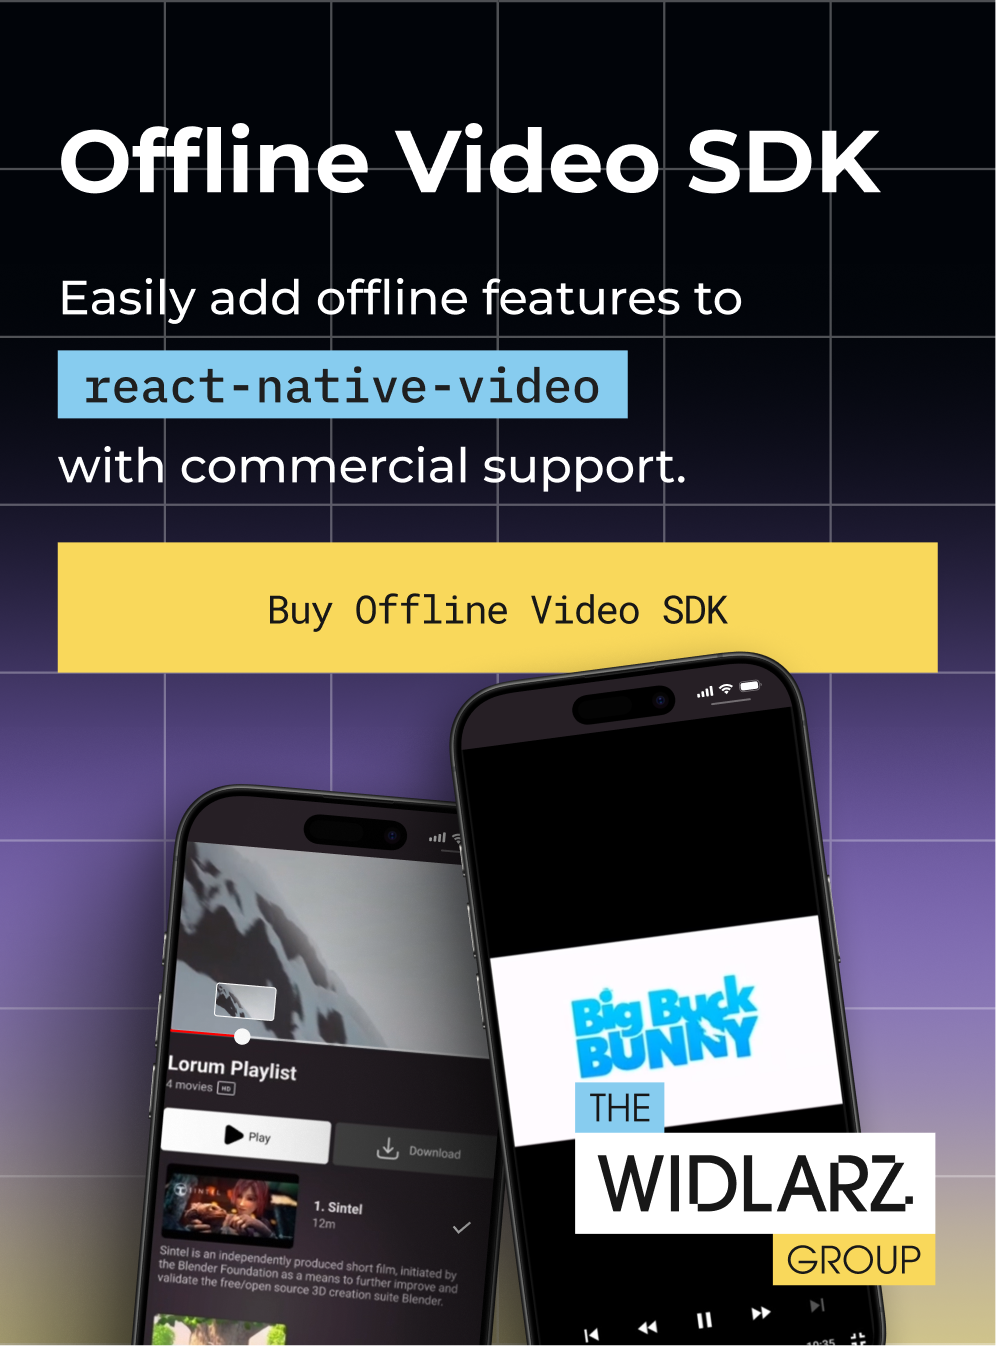 Offline Video SDK
Easily add offline features to
react-native-video
with commercial support.
Buy Offline Video SDK
Lorum Playlist
4 movies HD
Play
Download
SINTEL
1. Sintel
12m
Sintel is an independently produced short film, initiated by
the Blender Foundation as a means to further improve and
validate the free/open source 3D creation suite Blender.
Big Buck
BUNNY
THE
WIDLARZ.
GROUP
10:35